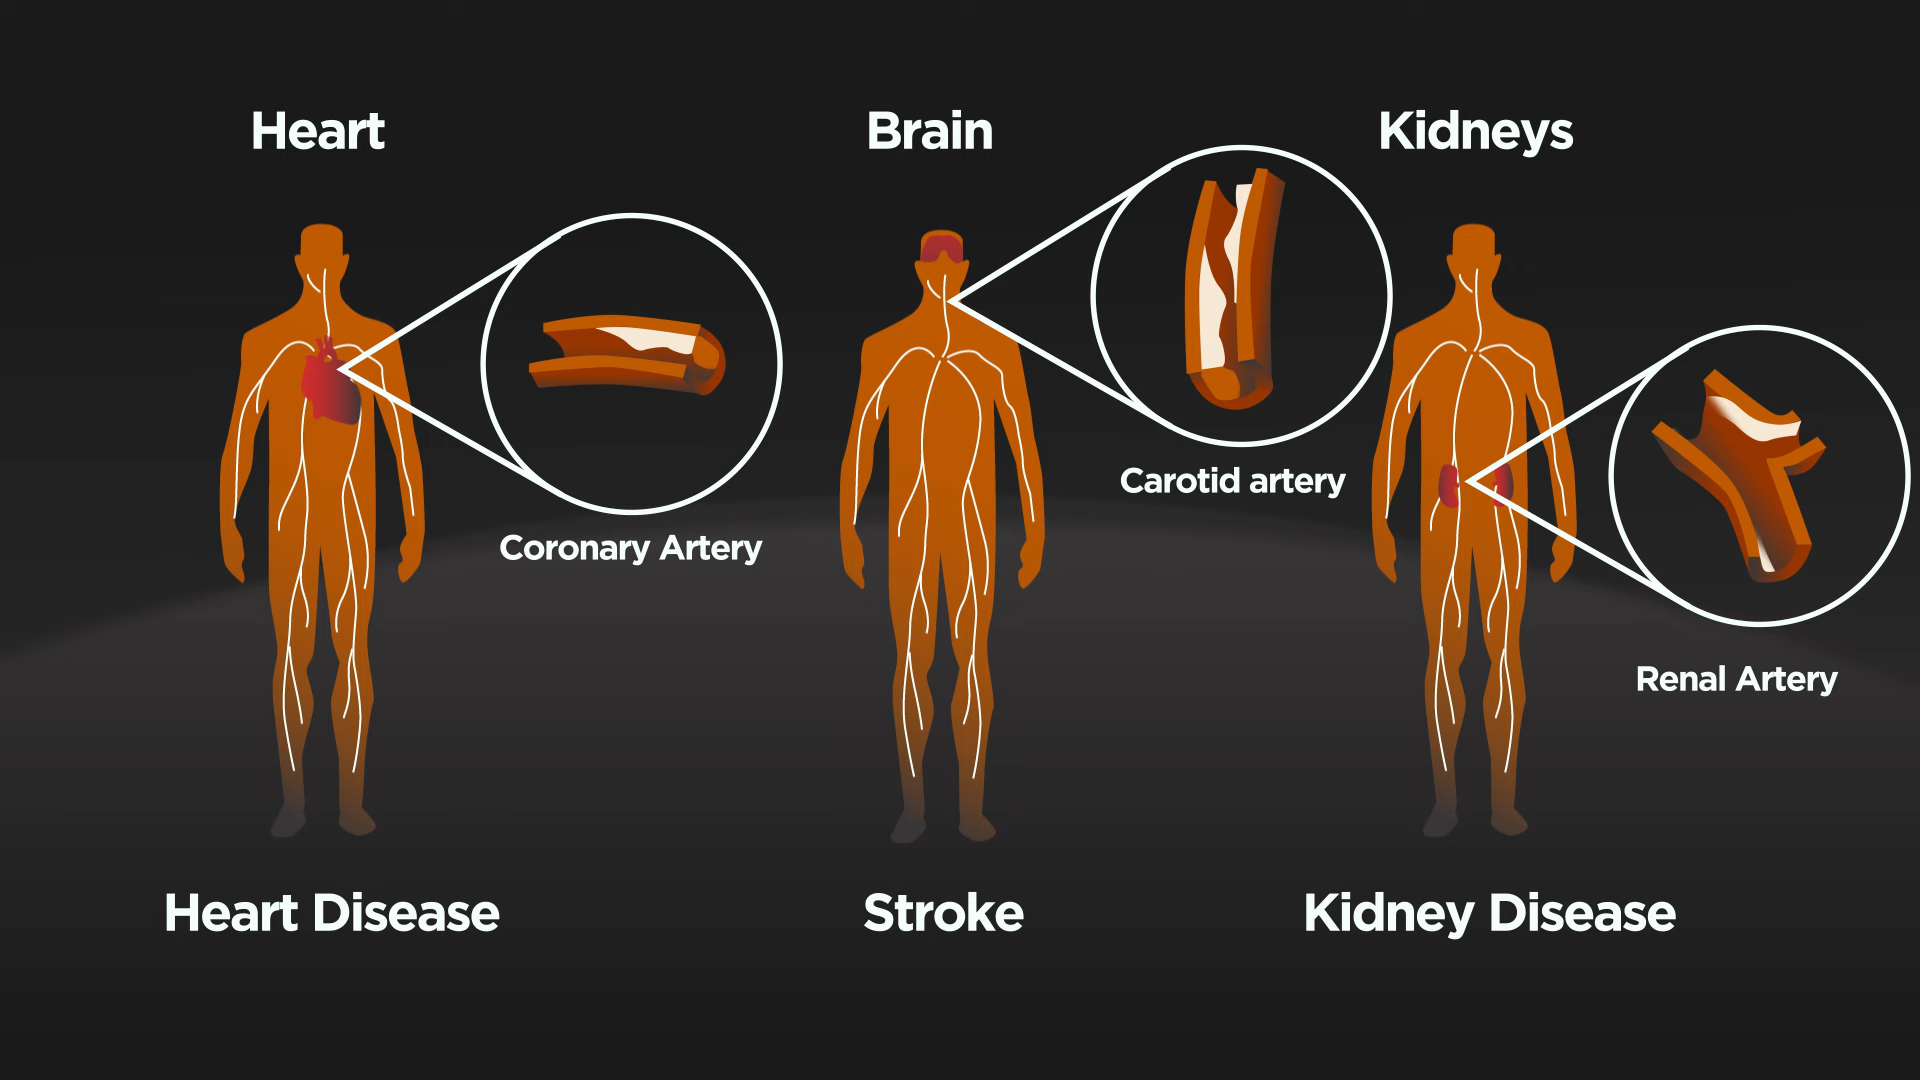 Heart
Brain
Kidneys
Coronary Artery
Carotid artery
Renal Artery
Heart Disease
Stroke
Kidney Disease